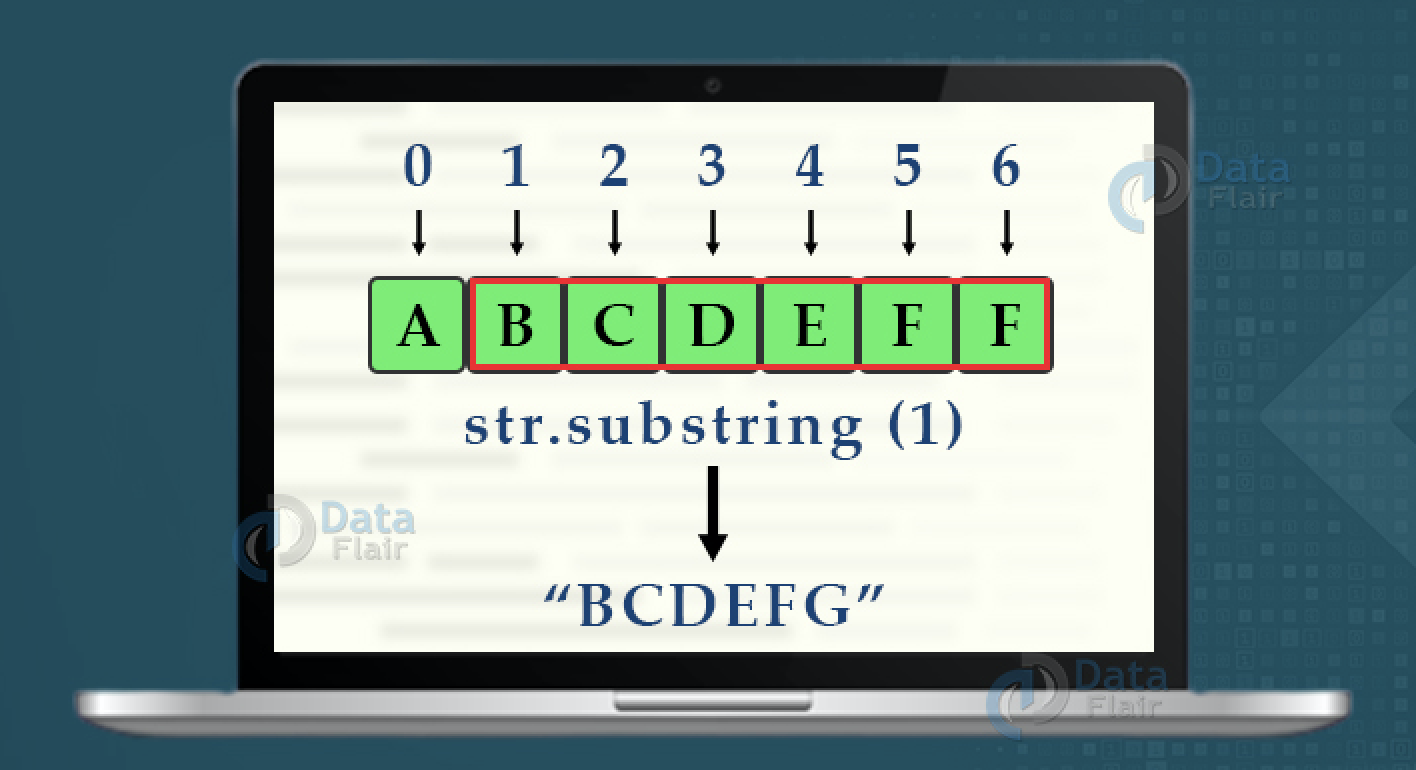 0 1 2 3 4 5 6
Data
Flair
A B C D E F F
str.substring (1)
Data
Flair
“BCDEFG”
Data
Flair